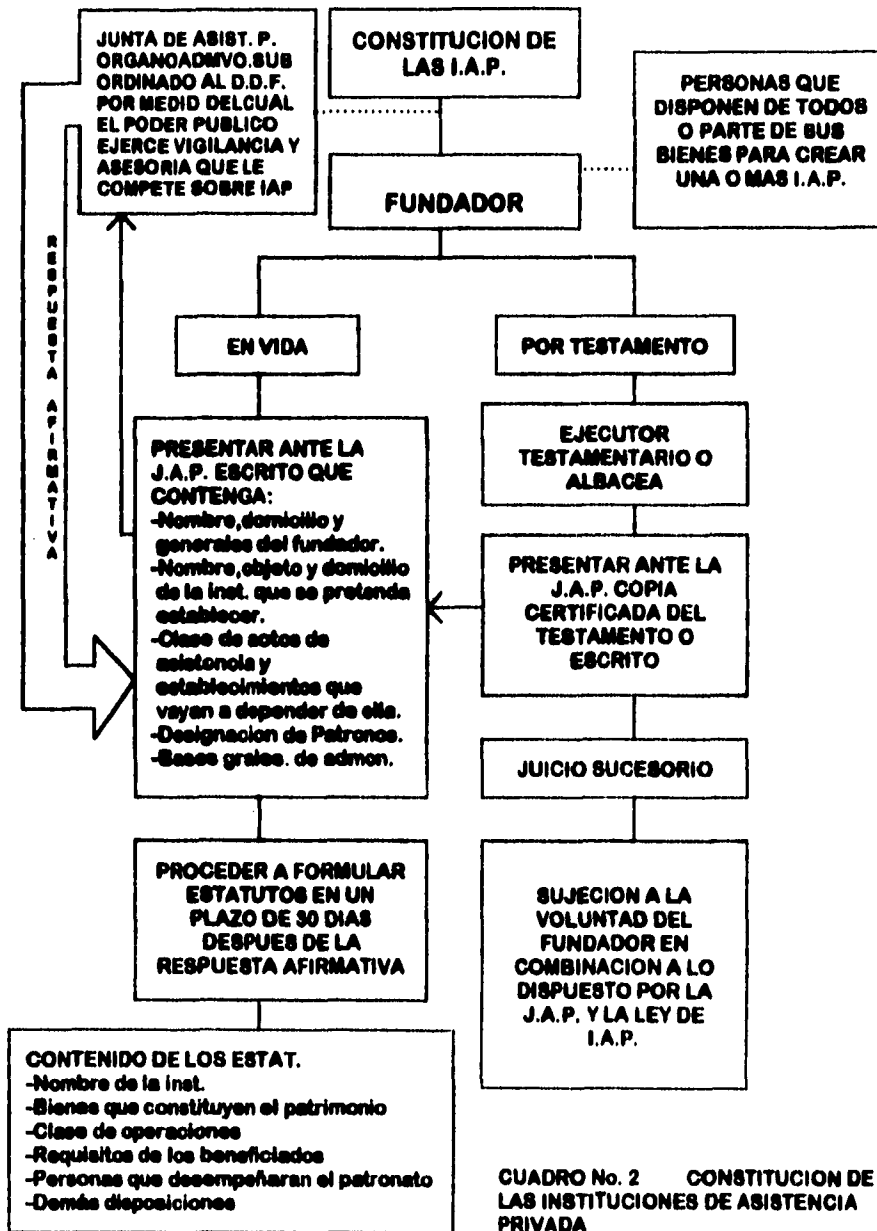 JUNTA DE ASIST. P.
ORGANOADMVO.SUB
ORDINADO AL D.D.F.
POR MEDID DELCUAL
EL PODER PUBLICO
EJERCE VIGILANCIA Y
ASESORIA QUE LE
COMPETE SOBRE IAP
CONSTITUCION DE
LAS I.A.P.
PERSONAS QUE
DISPONEN DE TODOS
O PARTE DE BUS
BIENES PARA CREAR
UNA O MAS I.A.P.
FUNDADOR
RESPUESTA AFIRMATIVA
EN VIDA
POR TESTAMENTO
PRESENTAR ANTE LA
J.A.P. ESCRITO QUE
CONTENGA:
-Nombre,domicilio y
generales del fundador.
-Nombre,objeto y domicilio
de la inst. que se pretenda
establecer.
-Clase de actos de
asistencia y
establecimientos que
vayan a depender de ella.
-Designacion de Patronos.
-Bases grales. de admon.
EJECUTOR
TESTAMENTARIO O
ALBACEA
PRESENTAR ANTE LA
J.A.P. COPIA
CERTIFICADA DEL
TESTAMENTO O
ESCRITO
JUICIO SUCESORIO
PROCEDER A FORMULAR
ESTATUTOS EN UN
PLAZO DE 30 DIAS
DESPUES DE LA
RESPUESTA AFIRMATIVA
SUJECION A LA
VOLUNTAD DEL
FUNDADOR EN
COMBINACION A LO
DISPUESTO POR LA
J.A.P. Y LA LEY DE
I.A.P.
CONTENIDO DE LOS ESTAT.
-Nombre de la inst.
-Bienes que constituyen el patrimonio
-Clase de operaciones
-Requisitos de los beneficiados
-Personas que desempeñaran el patronato
-Demás disposiciones
CUADRO No. 2 CONSTITUCION DE
LAS INSTITUCIONES DE ASISTENCIA
PRIVADA